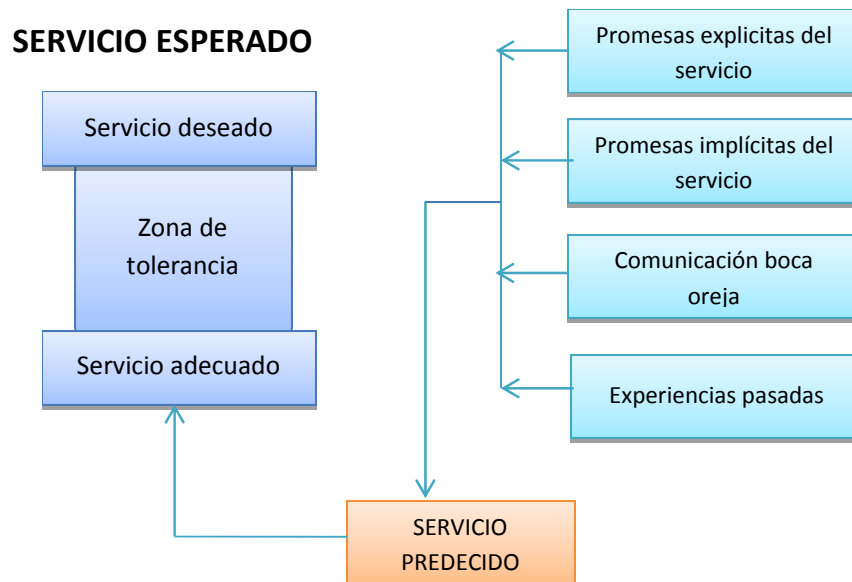 SERVICIO ESPERADO
Servicio deseado
Zona de
tolerancia
Servicio adecuado
Promesas explicitas del
servicio
Promesas implícitas del
servicio
Comunicación boca
oreja
Experiencias pasadas
SERVICIO
PREDECIDO